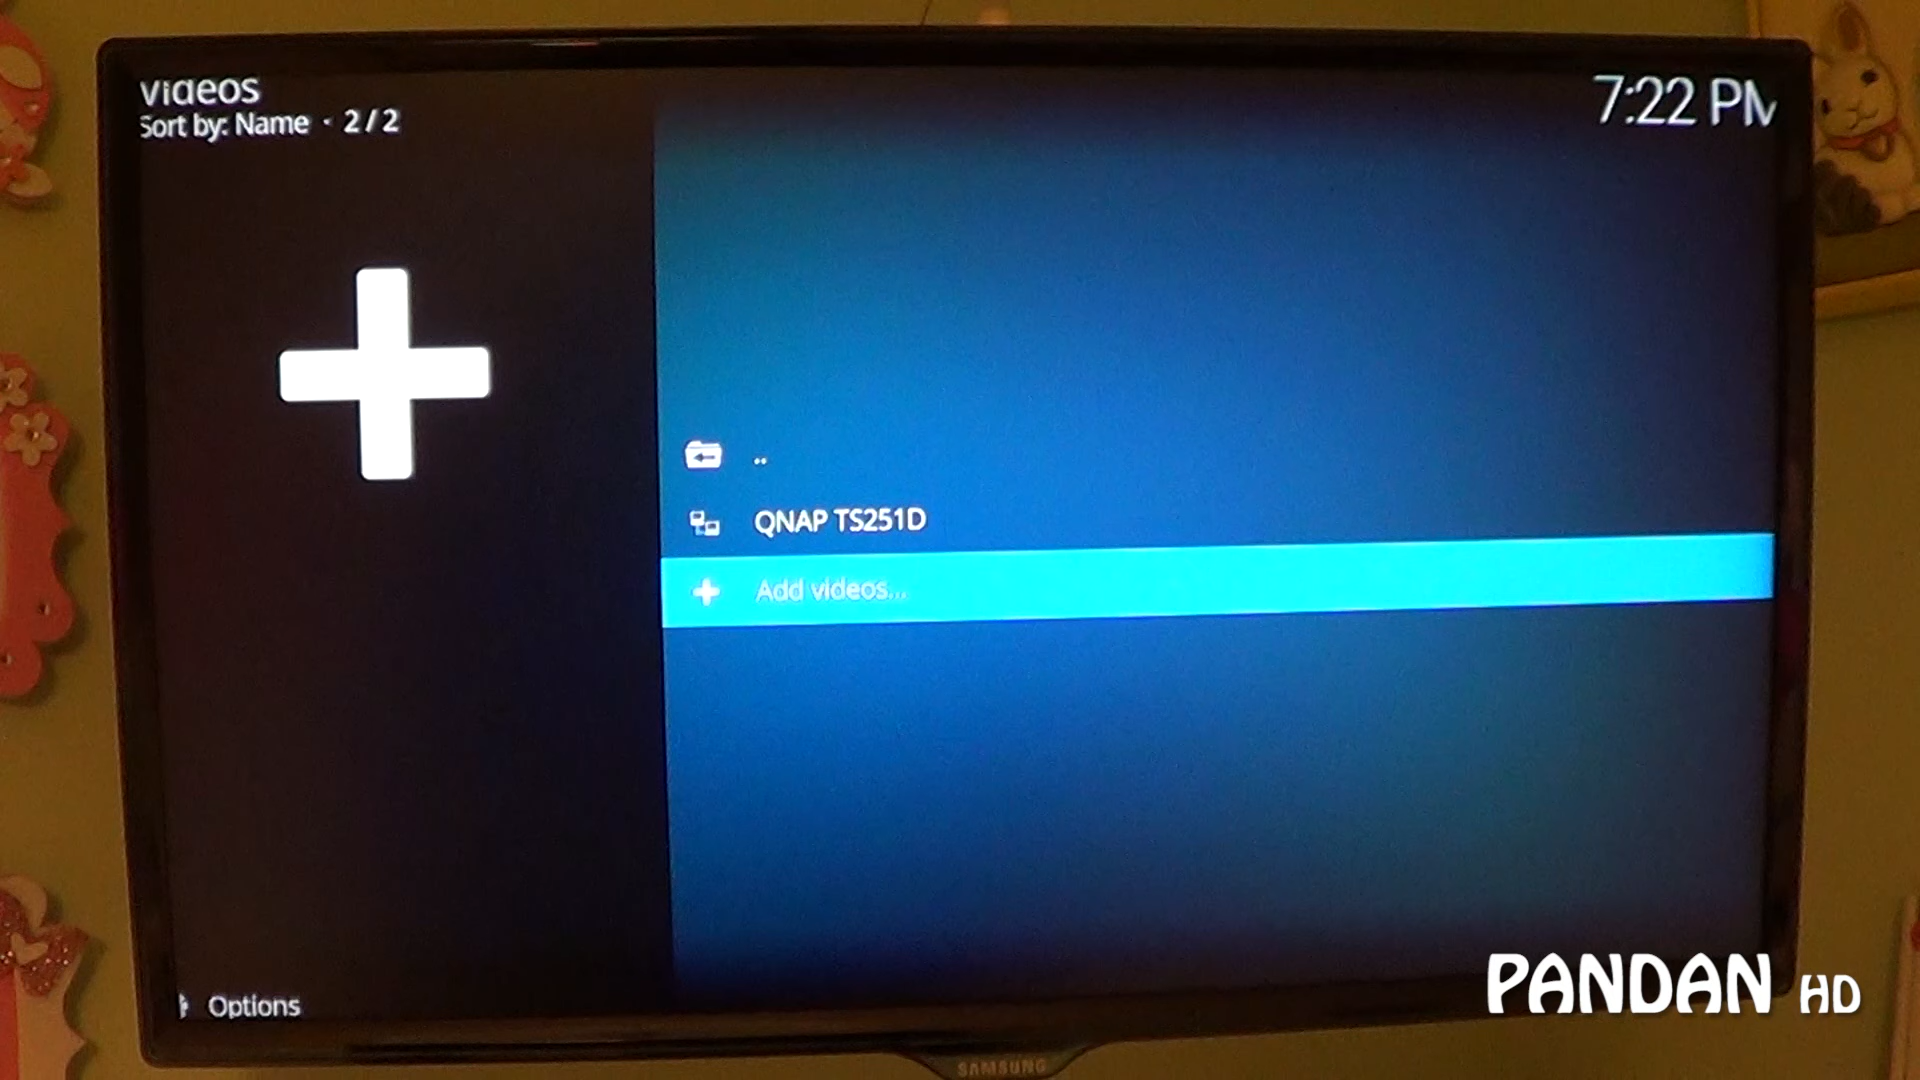 Videos
Sort by: Name · 2 / 2
7:22 PM
..
QNAP TS251D
Add videos...
Options
PANDAN HD
SAMSUNG